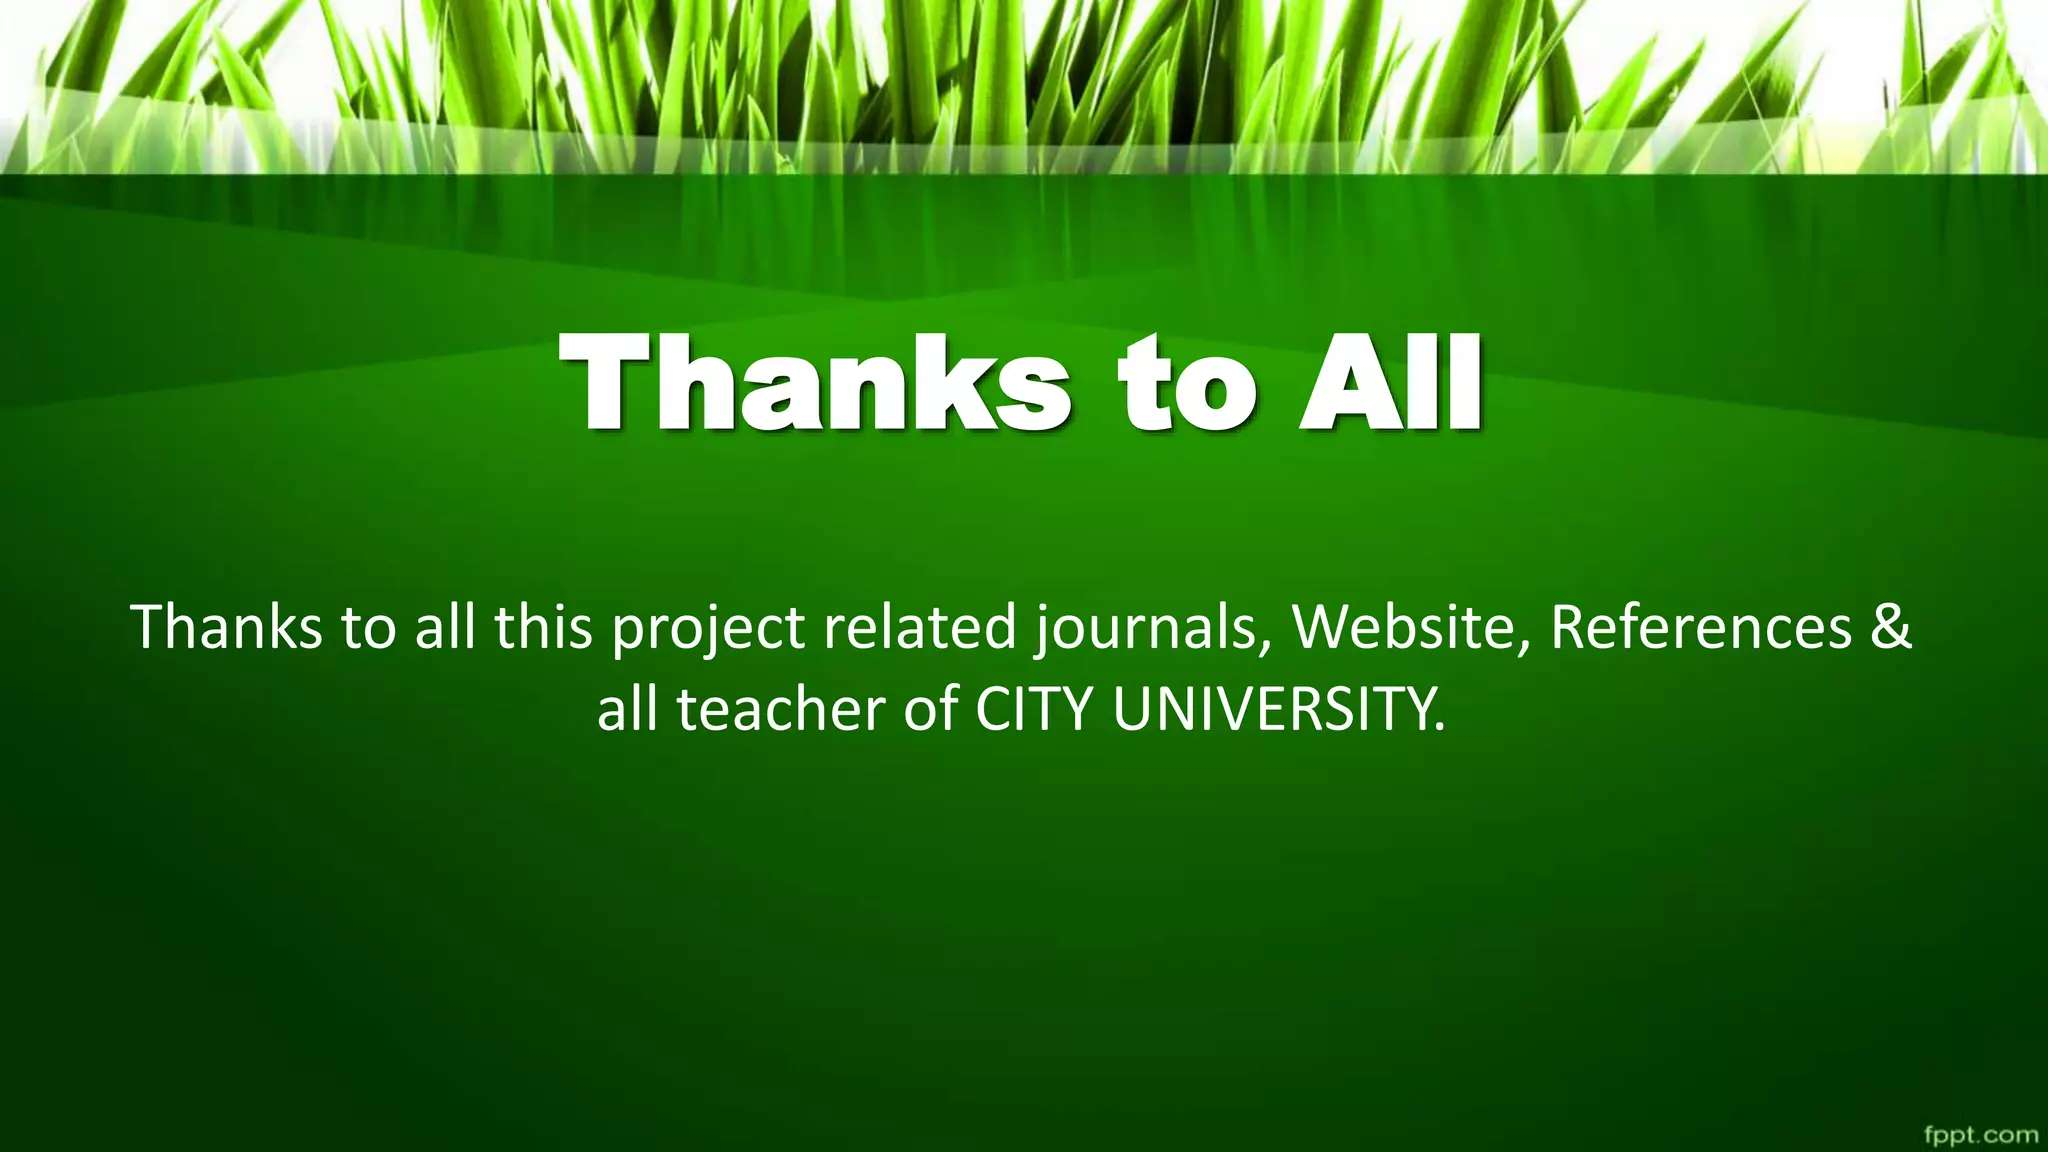 Thanks to All
Thanks to all this project related journals, Website, References &
all teacher of CITY UNIVERSITY.
fppt.com